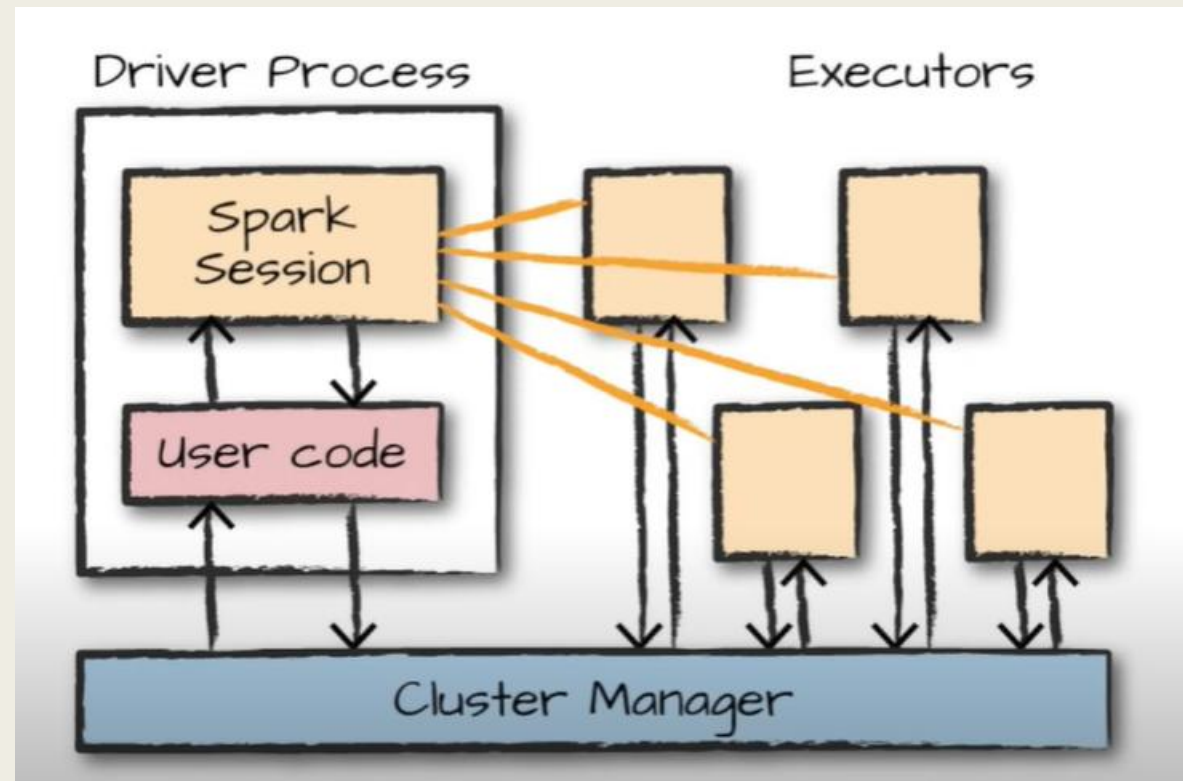 Driver Process
Executors
Spark
Session
User code
Cluster Manager